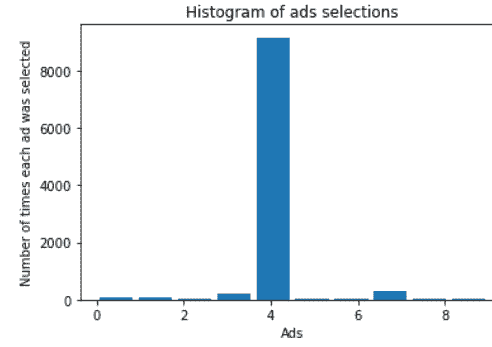 Histogram of ads selections
Number of times each ad was selected
8000
6000
4000
2000
0
0 2 4 6 8
Ads